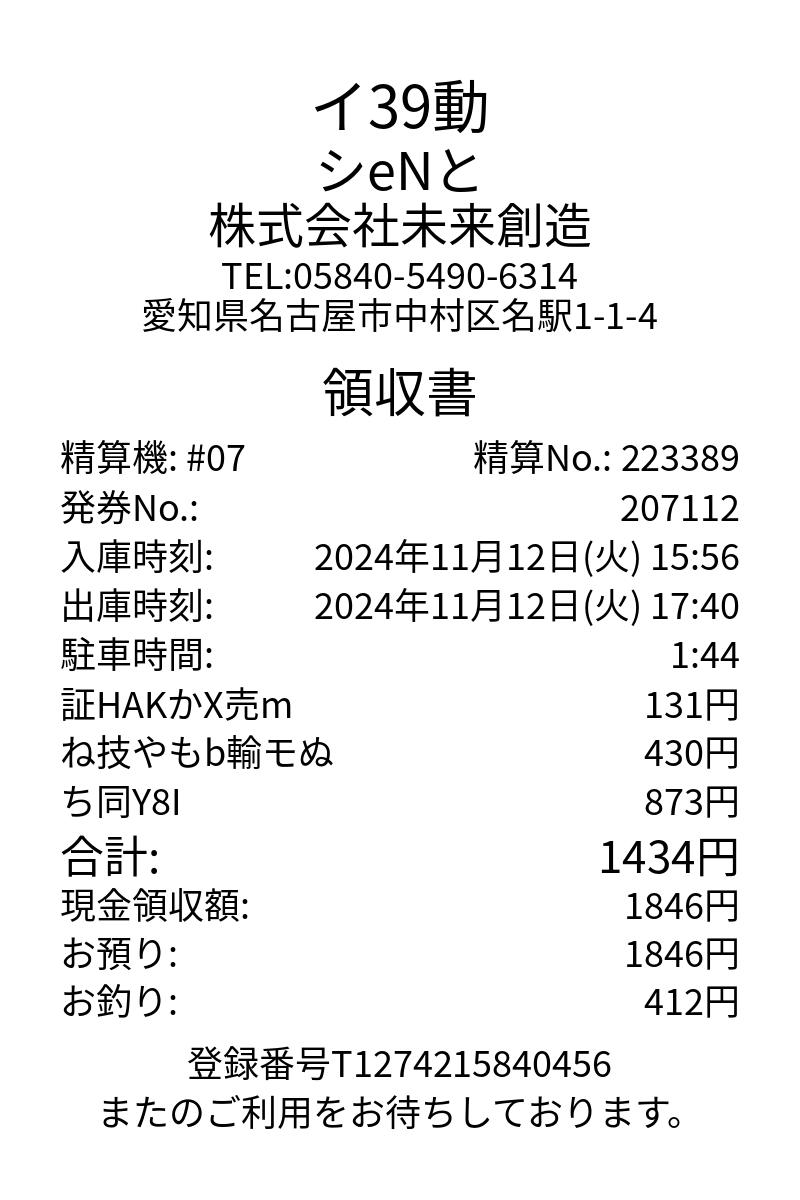 イ39動
シeNと
株式会社未来創造
TEL:05840-5490-6314
愛知県名古屋市中村区名駅1-1-4
領収書
精算機: #07 精算No.: 223389
発券No.: 207112
入庫時刻: 2024年11月12日(火) 15:56
出庫時刻: 2024年11月12日(火) 17:40
駐車時間: 1:44
証HAKかX売m 131円
ね技やもb輸モぬ 430円
ち同Y8I 873円
合計: 1434円
現金領収額: 1846円
お預り: 1846円
お釣り: 412円
登録番号T1274215840456
またのご利用をお待ちしております。